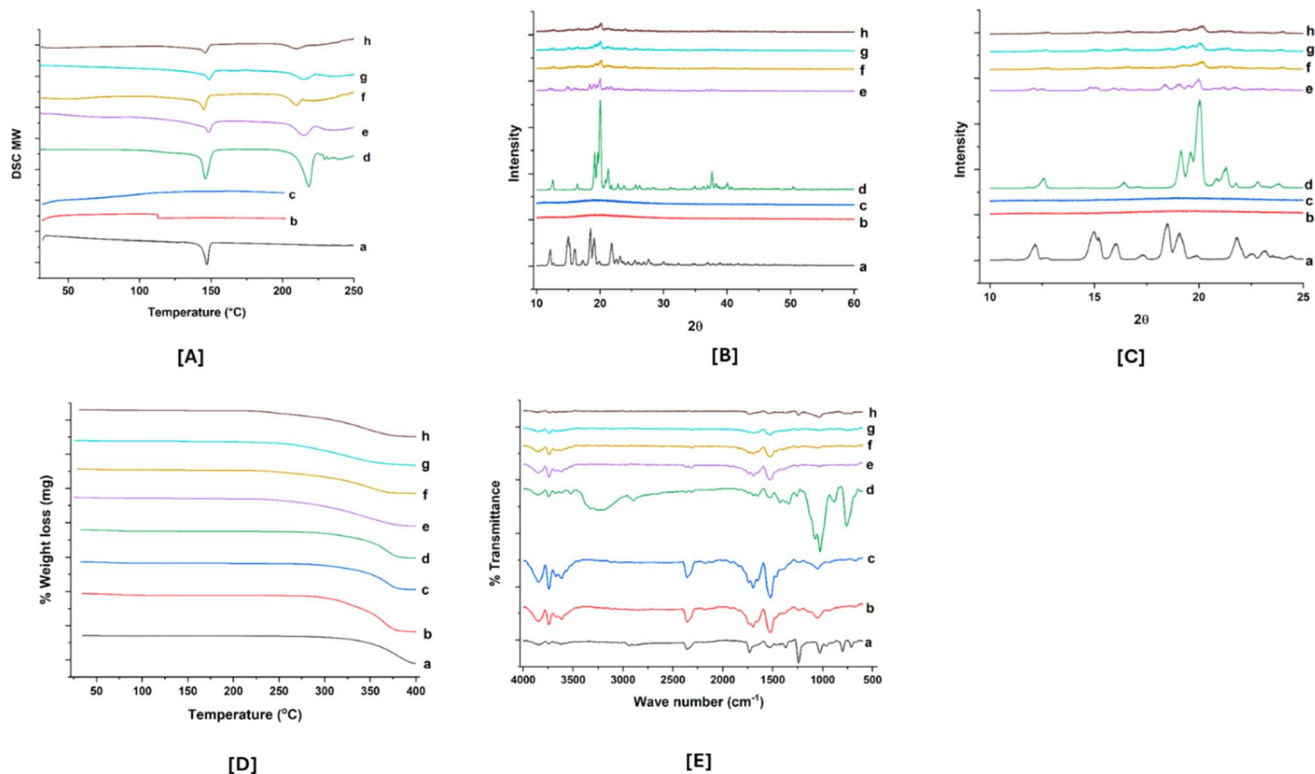 DSC MW
h
g
f
e
d
c
b
a
50 100 150 200 250
Temperature (°C)
[A]
Intensity
h
g
f
e
d
c
b
a
10 20 30 40 50 60
2θ
[B]
Intensity
h
g
f
e
d
c
b
a
10 15 20 25
2θ
[C]
% Weight loss (mg)
h
g
f
e
d
c
b
a
50 100 150 200 250 300 350 400
Temperature (°C)
[D]
% Transmittance
h
g
f
e
d
c
b
a
4000 3500 3000 2500 2000 1500 1000 500
Wave number (cm⁻¹)
[E]